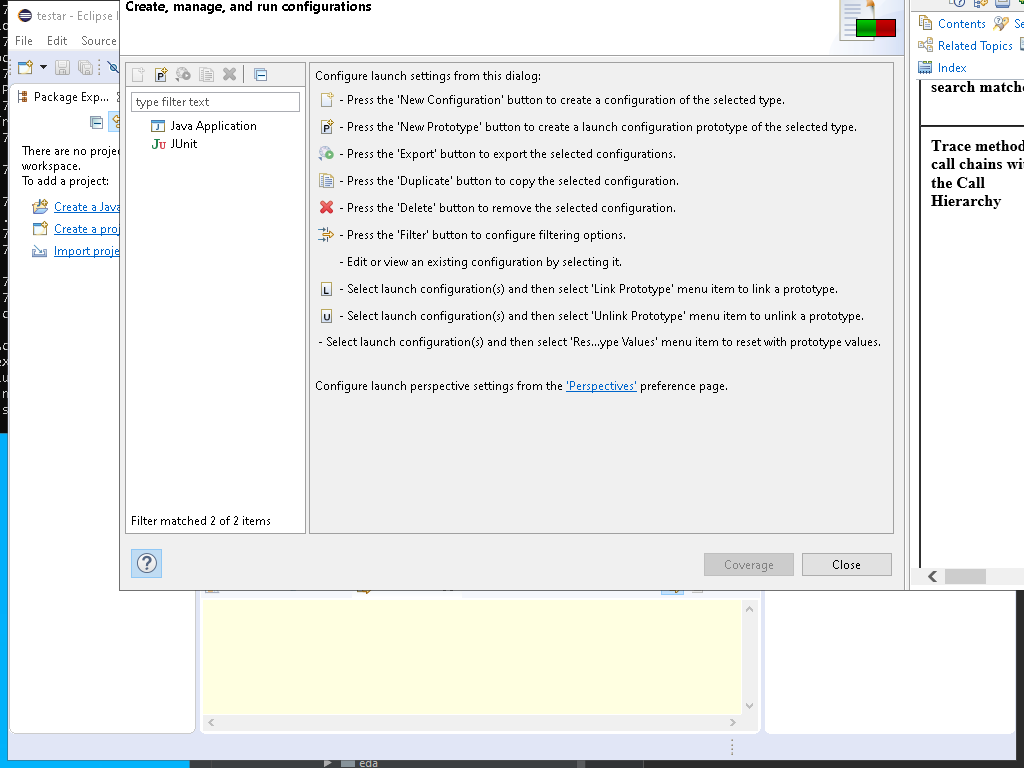 Create, manage, and run configurations
testar - Eclipse
File Edit Source
Contents
Related Topics
Index
Package Exp...
type filter text
Java Application
JUnit
There are no
workspace.
To add a project:
Create a
Create a
Import
Filter matched 2 of 2 items
Configure launch settings from this dialog:
- Press the 'New Configuration' button to create a configuration of the selected type.
- Press the 'New Prototype' button to create a launch configuration prototype of the selected type.
- Press the 'Export' button to export the selected configurations.
- Press the 'Duplicate' button to copy the selected configuration.
- Press the 'Delete' button to remove the selected configuration.
- Press the 'Filter' button to configure filtering options.
- Edit or view an existing configuration by selecting it.
L - Select launch configuration(s) and then select 'Link Prototype' menu item to link a prototype.
U - Select launch configuration(s) and then select 'Unlink Prototype' menu item to unlink a prototype.
- Select launch configuration(s) and then select 'Res...ype Values' menu item to reset with prototype values.
Configure launch perspective settings from the 'Perspectives' preference page.
Coverage
Close
search
Trace method
call chains
the Call
Hierarchy
eda